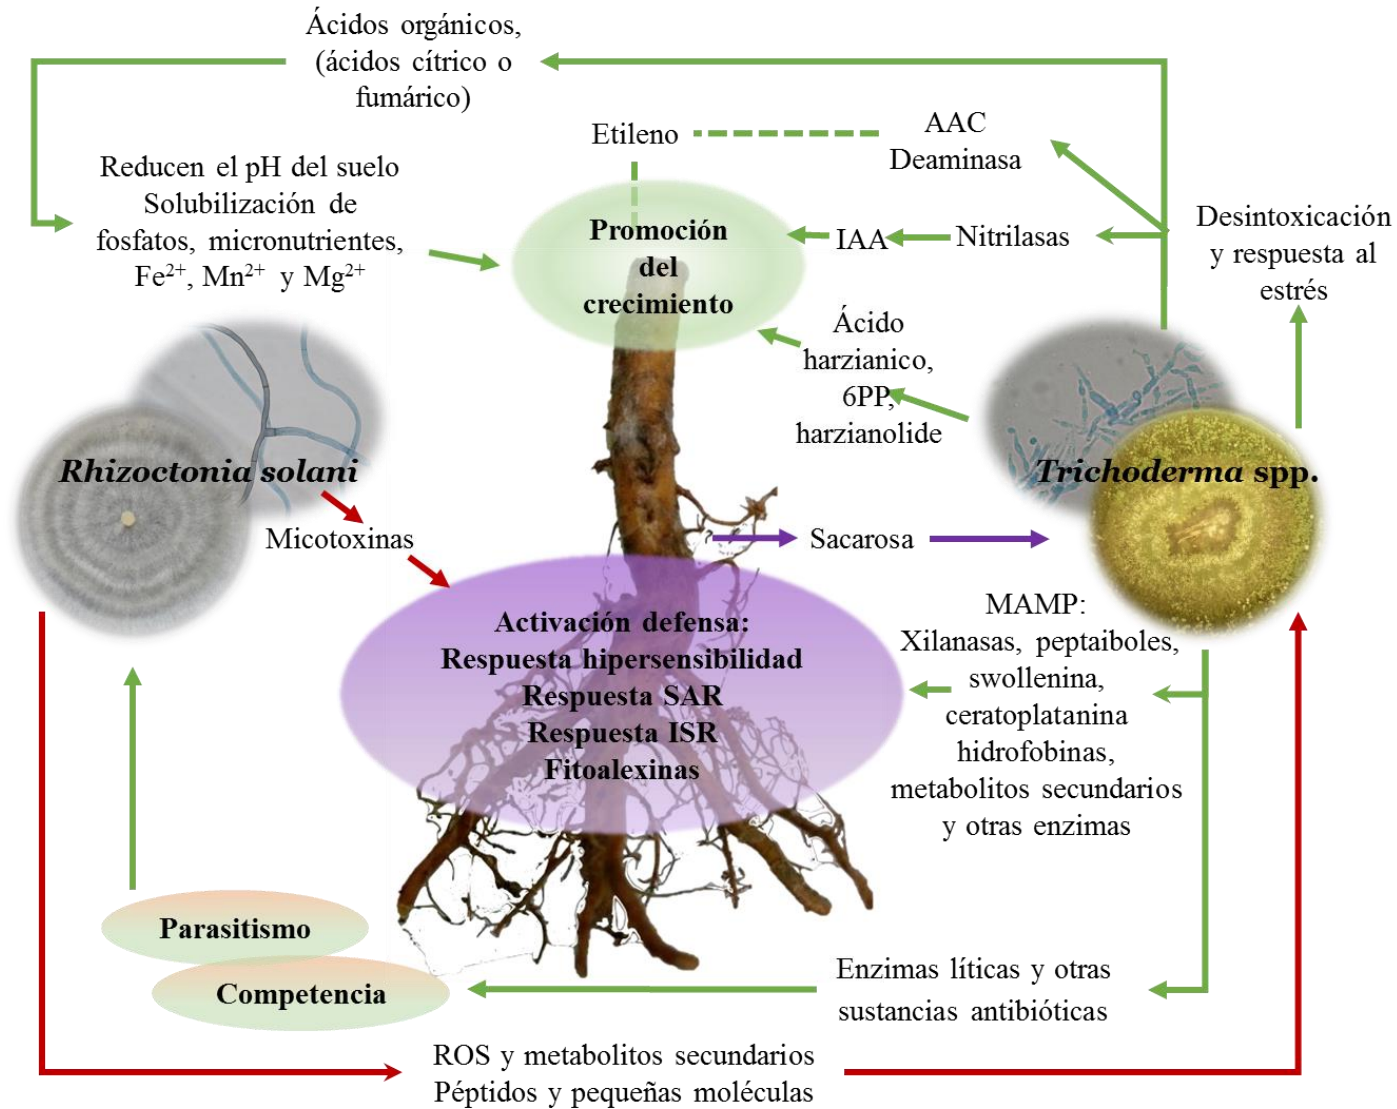 Ácidos orgánicos,
(ácidos cítrico o
fumárico)
Etileno
AAC
Deaminasa
Reducen el pH del suelo
Solubilización de
fosfatos, micronutrientes,
Fe²⁺, Mn²⁺ y Mg²⁺
Promoción
del
crecimiento
IAA
Nitrilasas
Desintoxicación
y respuesta al
estrés
Ácido
harzianico,
6PP,
harzianolide
Rhizoctonia solani
Trichoderma spp.
Micotoxinas
Sacarosa
Activación defensa:
Respuesta hipersensibilidad
Respuesta SAR
Respuesta ISR
Fitoalexinas
MAMP:
Xilanasas, peptaiboles,
swollenina,
ceratoplatanina
hidrofobinas,
metabolitos secundarios
y otras enzimas
Parasitismo
Competencia
Enzimas líticas y otras
sustancias antibióticas
ROS y metabolitos secundarios
Péptidos y pequeñas moléculas